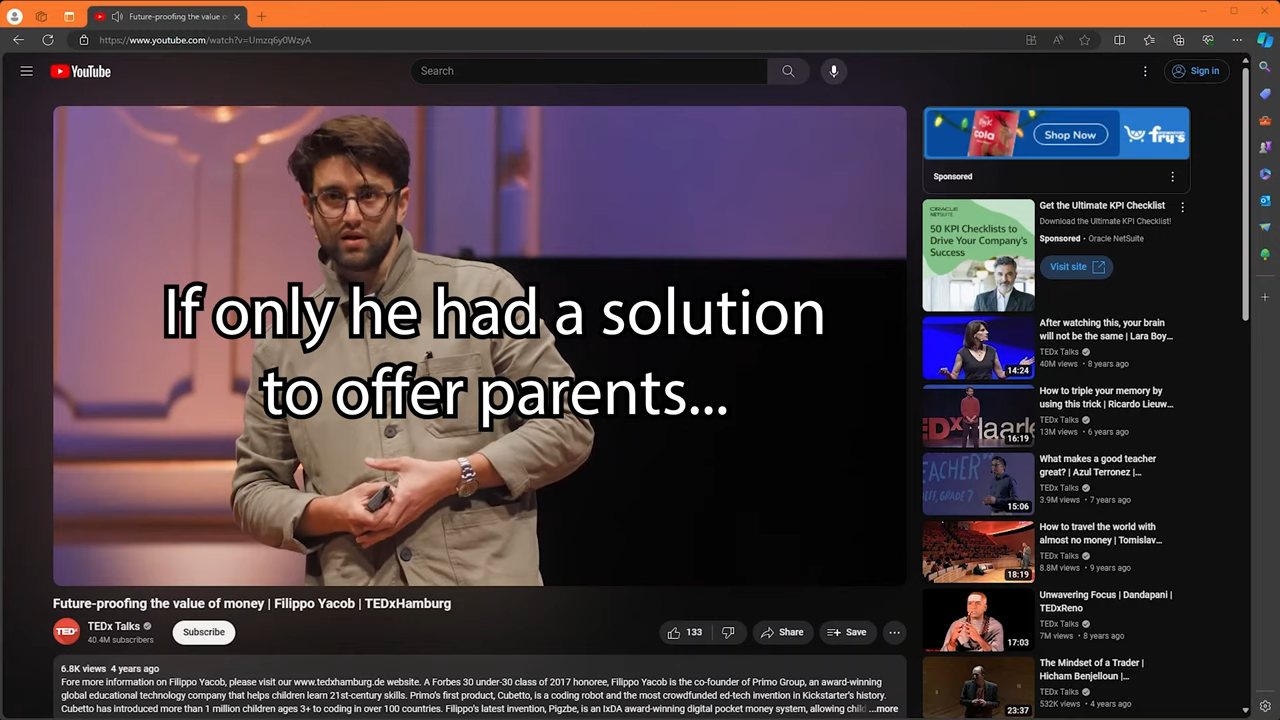 Future-proofing the value o
https://www.youtube.com/watch?v=Umzq6y0WzyA
YouTube
Search
Sign in
If only he had a solution
to offer parents...
cola
Shop Now
fry's
Sponsored
ORACLE
NETSUITE
50 KPI Checklists to
Drive Your Company's
Success
Get the Ultimate KPI Checklist
Download the Ultimate KPI Checklist!
Sponsored • Oracle NetSuite
Visit site
14:24
After watching this, your brain
will not be the same | Lara Boy...
TEDx Talks
40M views • 8 years ago
16:19
How to triple your memory by
using this trick | Ricardo Lieuw...
TEDx Talks
13M views • 6 years ago
15:06
What makes a good teacher
great? | Azul Terronez |...
TEDx Talks
3.9M views • 7 years ago
18:19
How to travel the world with
almost no money | Tomislav...
TEDx Talks
8.8M views • 9 years ago
17:03
Unwavering Focus | Dandapani |
TEDxReno
TEDx Talks
7M views • 8 years ago
23:37
The Mindset of a Trader |
Hicham Benjelloun |...
TEDx Talks
532K views • 4 years ago
Future-proofing the value of money | Filippo Yacob | TEDxHamburg
TEDx
TEDx Talks
40.4M subscribers
Subscribe
133
Share
Save
6.8K views 4 years ago
Fore more information on Filippo Yacob, please visit our www.tedxhamburg.de website. A Forbes 30 under-30 class of 2017 honoree, Filippo Yacob is the co-founder of Primo Group, an award-winning
global educational technology company that helps children learn 21st-century skills. Primo's first product, Cubetto, is a coding robot and the most crowdfunded ed-tech invention in Kickstarter's history.
Cubetto has introduced more than 1 million children ages 3+ to coding in over 100 countries. Filippo's latest invention, Pigzbe, is an IxDA award-winning digital pocket money system, allowing child ...more